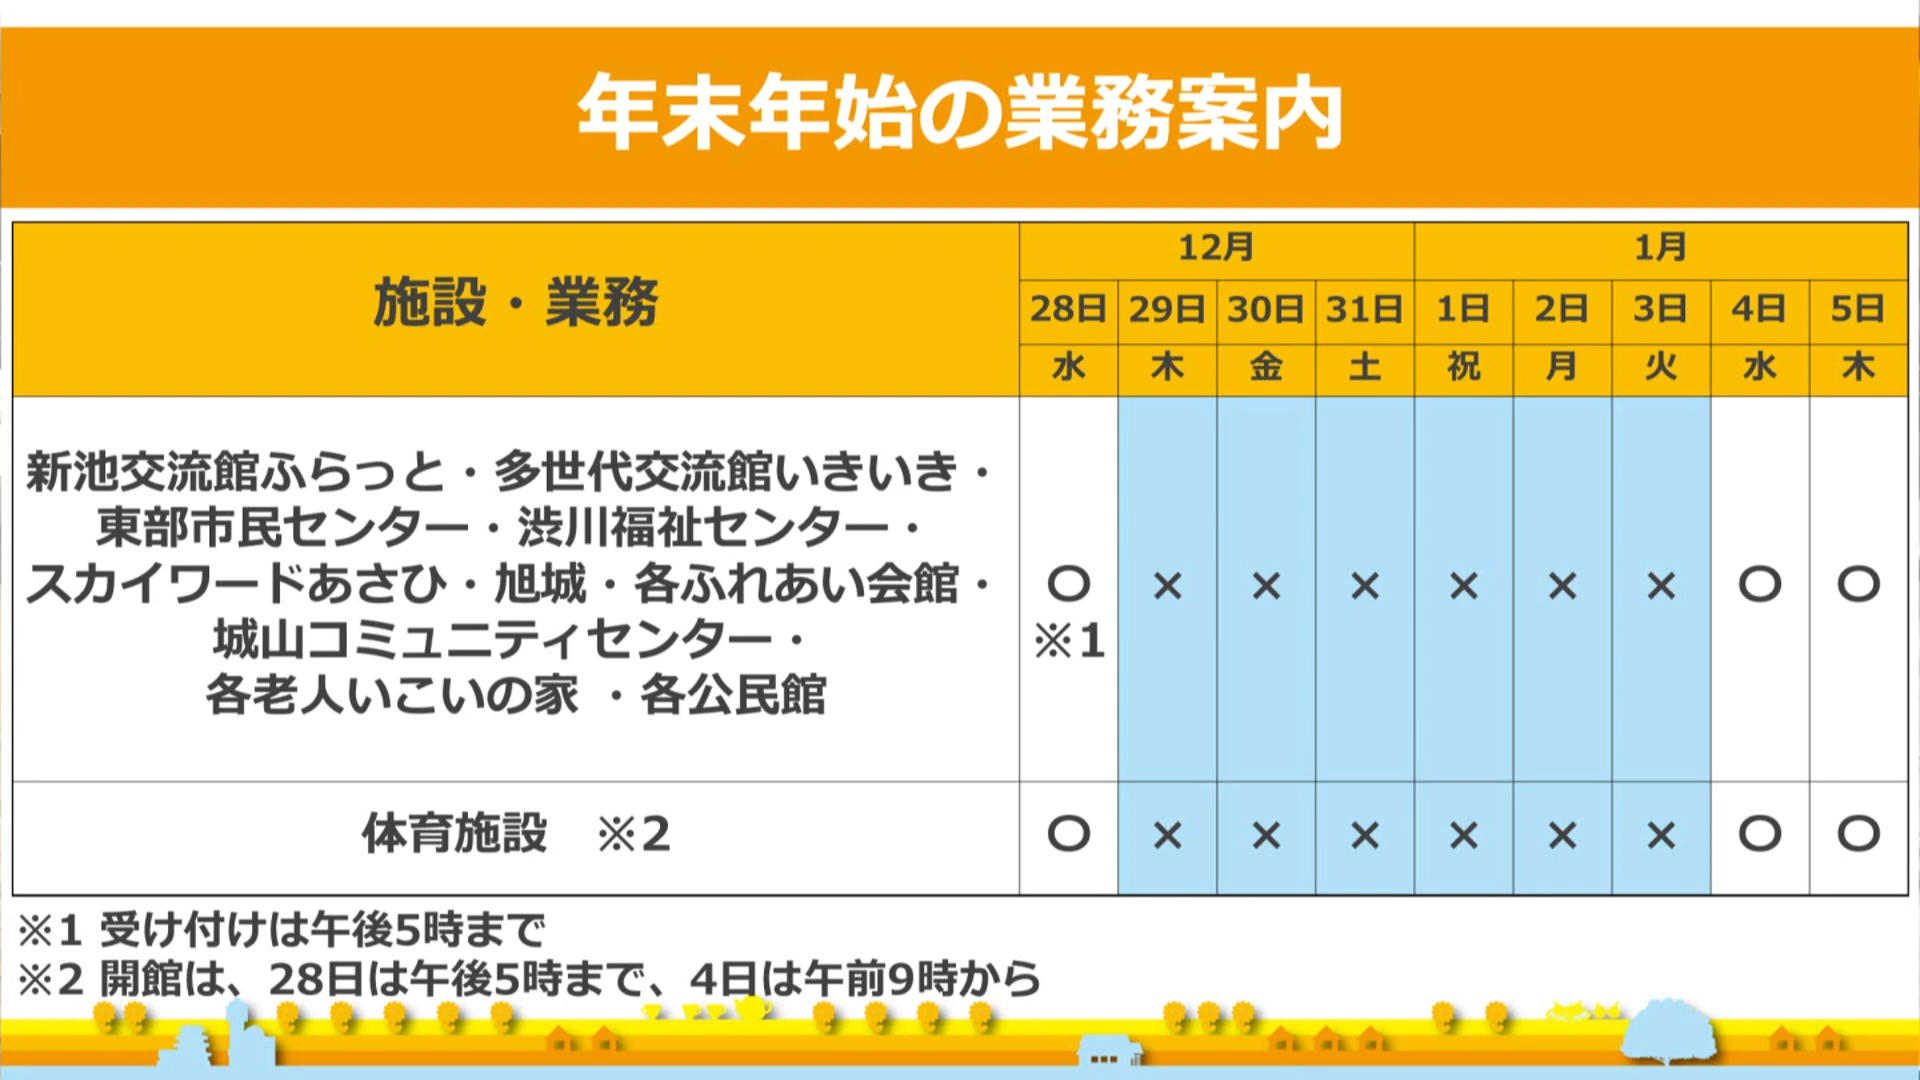 年末年始の業務案内
施設・業務
12月 1月
28日 29日 30日 31日 1日 2日 3日 4日 5日
水 木 金 土 祝 月 火 水 木
新池交流館ふらっと・多世代交流館いきいき・
東部市民センター・渋川福祉センター・
スカイワードあさひ・旭城・各ふれあい会館・
城山コミュニティセンター・
各老人いこいの家 ・各公民館
○ × × × × × × ○ ○
※1
体育施設　※2 ○ × × × × × × ○ ○
※1 受け付けは午後5時まで
※2 開館は、28日は午後5時まで、4日は午前9時から